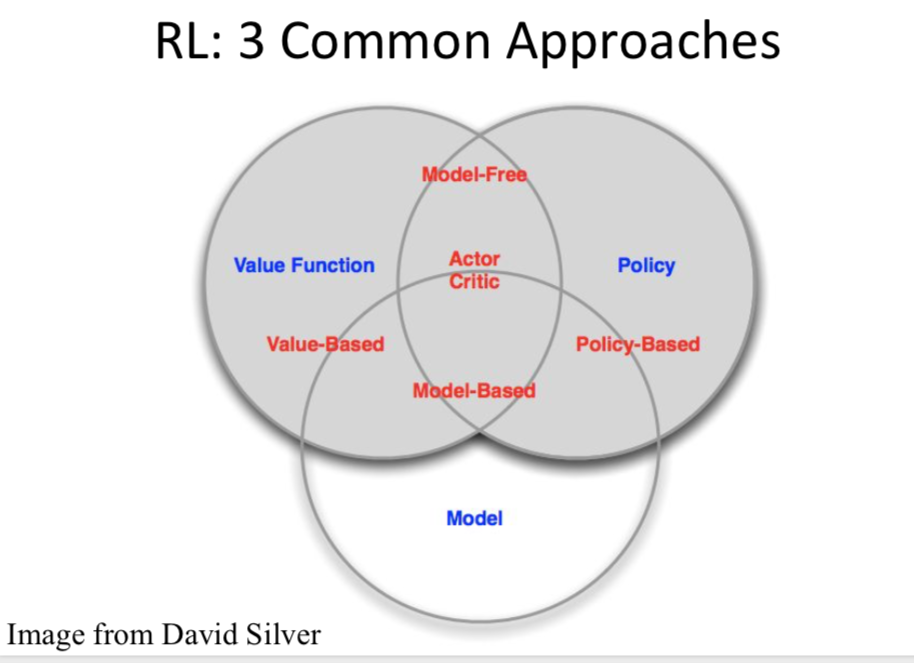 RL: 3 Common Approaches
Model-Free
Value Function
Actor
Critic
Policy
Value-Based
Policy-Based
Model-Based
Model
Image from David Silver